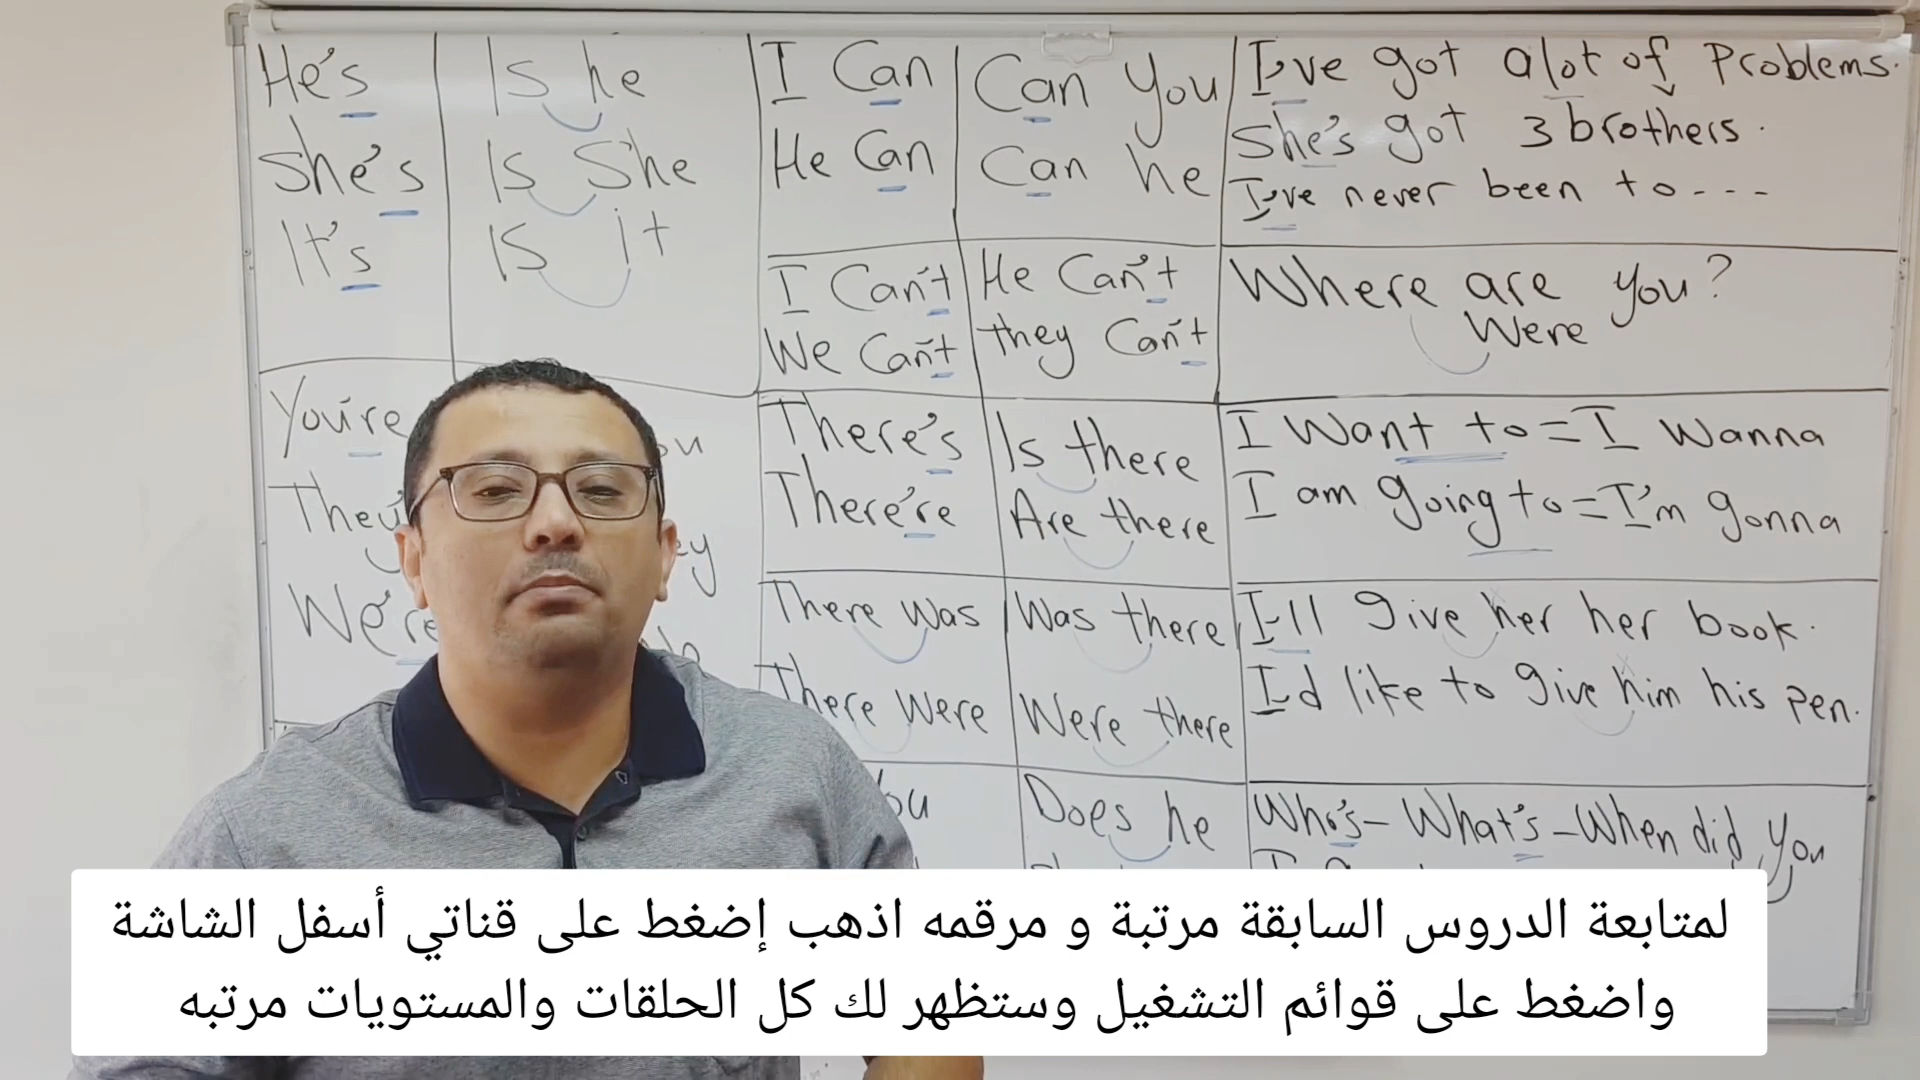 He's
She's
It's
Is he
Is She
Is it
I Can
He Can
Can You
Can he
I've got alot of Problems.
She's got 3 brothers.
I've never been to ---
I Can't
We Can't
He Can't
they Can't
Where are you?
Were
You're
They
We're
There's
There're
Is there
Are there
I Want to = I Wanna
I am going to = I'm gonna
There Was
There Were
Was there
Were there
I'll give her her book.
I'd like to give him his pen.
Does he
Who's - What's - When did you
لمتابعة الدروس السابقة مرتبة و مرقمه اذهب إضغط على قناتي أسفل الشاشة
واضغط على قوائم التشغيل وستظهر لك كل الحلقات والمستويات مرتبه